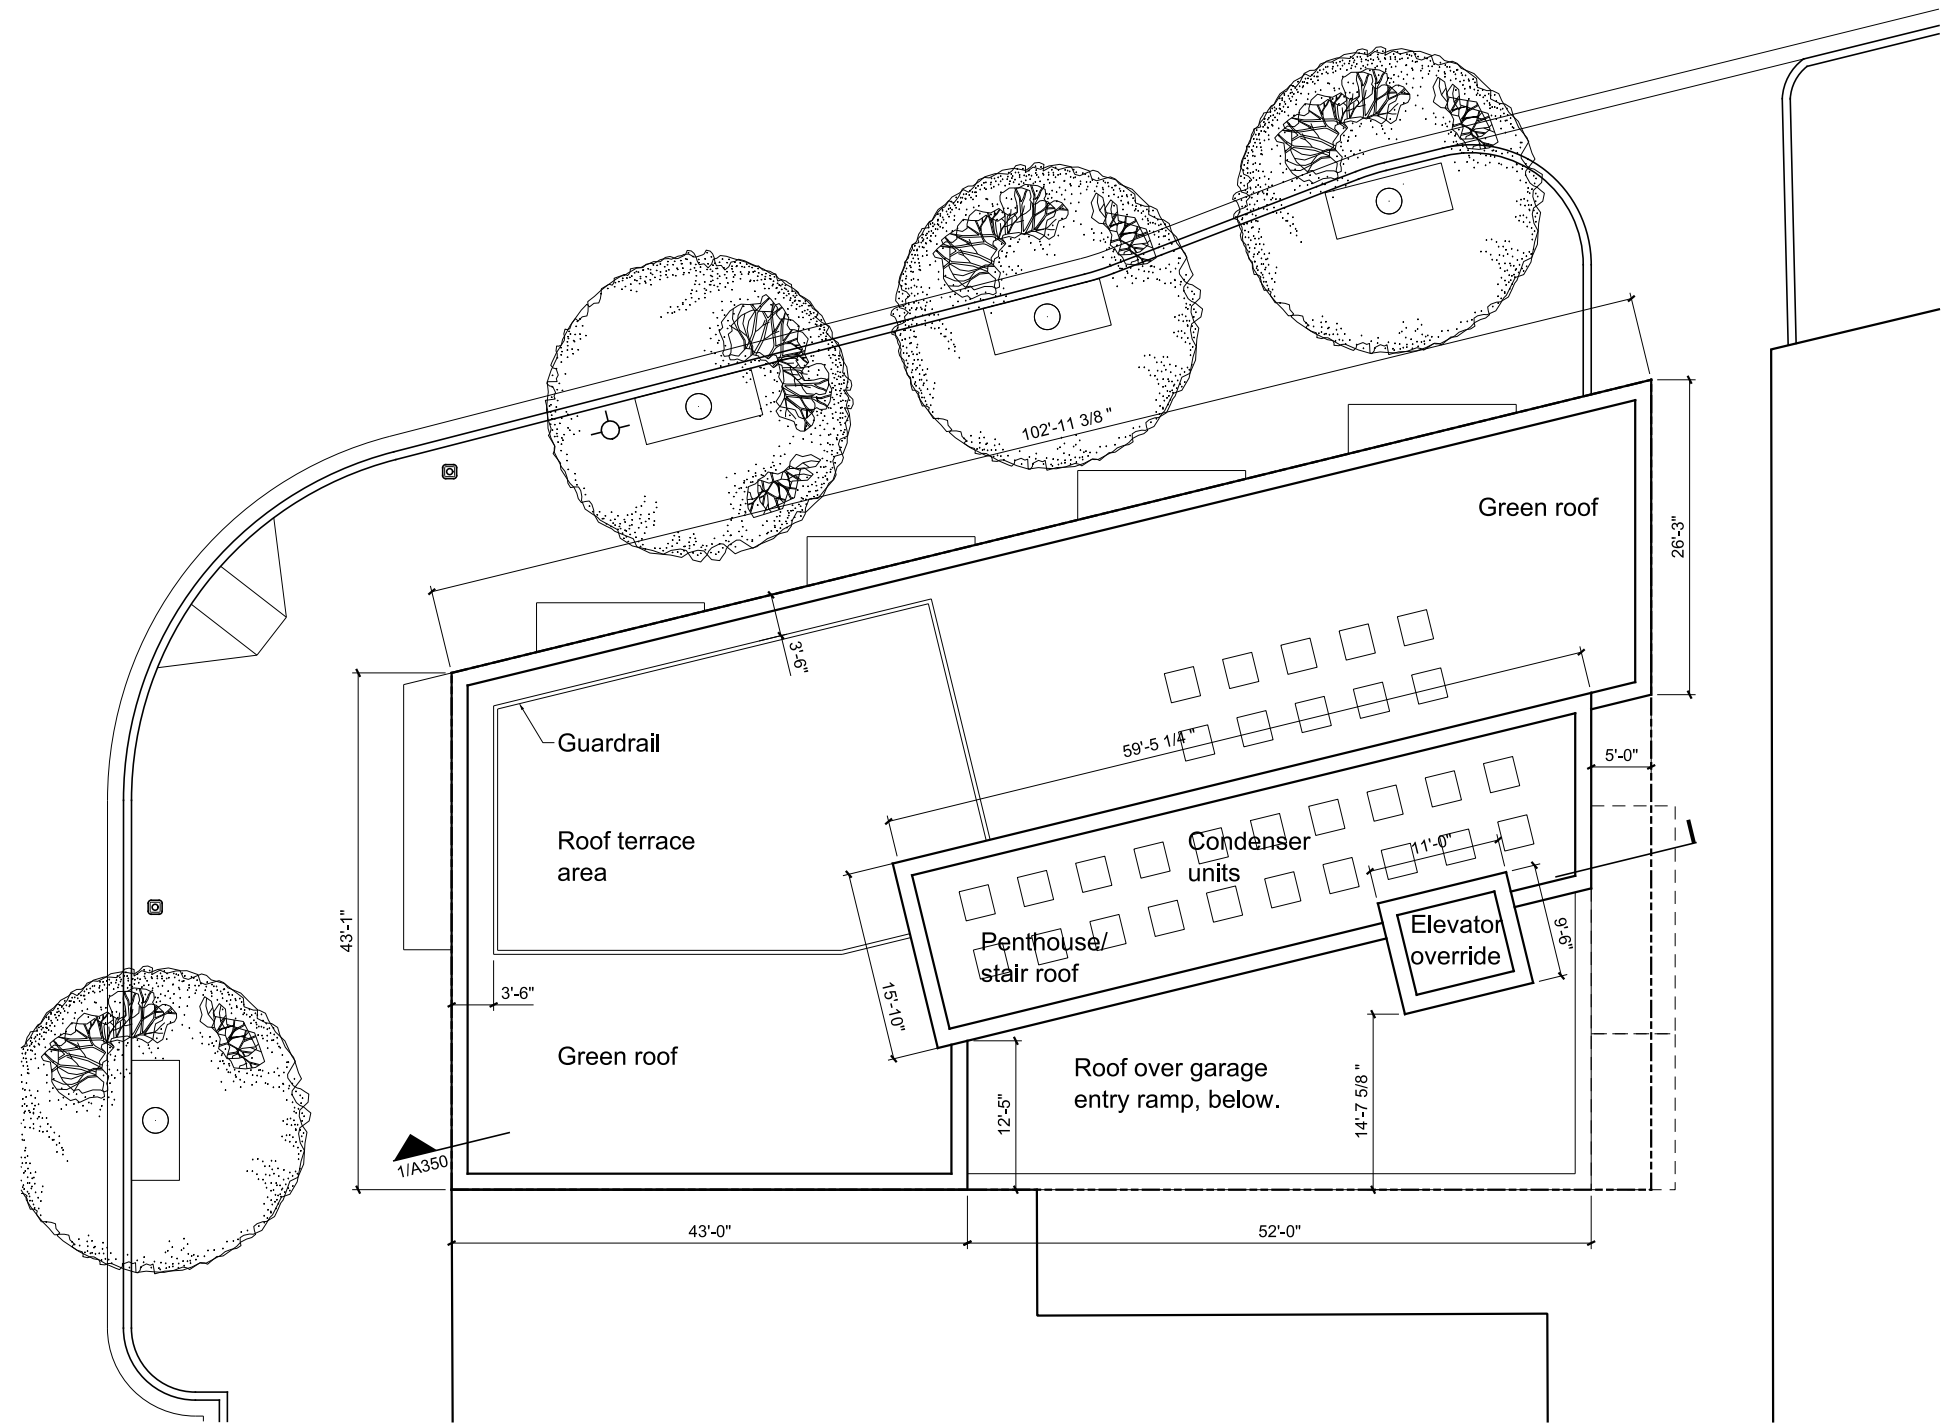 102'-11 3/8 "
Green roof
26'-3"
3'-6"
Guardrail
59'-5 1/4 "
5'-0"
Roof terrace
area
Condenser
units
11'-0"
43'-1"
Elevator
override
9'-6"
Penthouse/
stair roof
3'-6"
15'-10"
Green roof
Roof over garage
entry ramp, below.
12'-5"
14'-7 5/8 "
1/A350
43'-0"
52'-0"